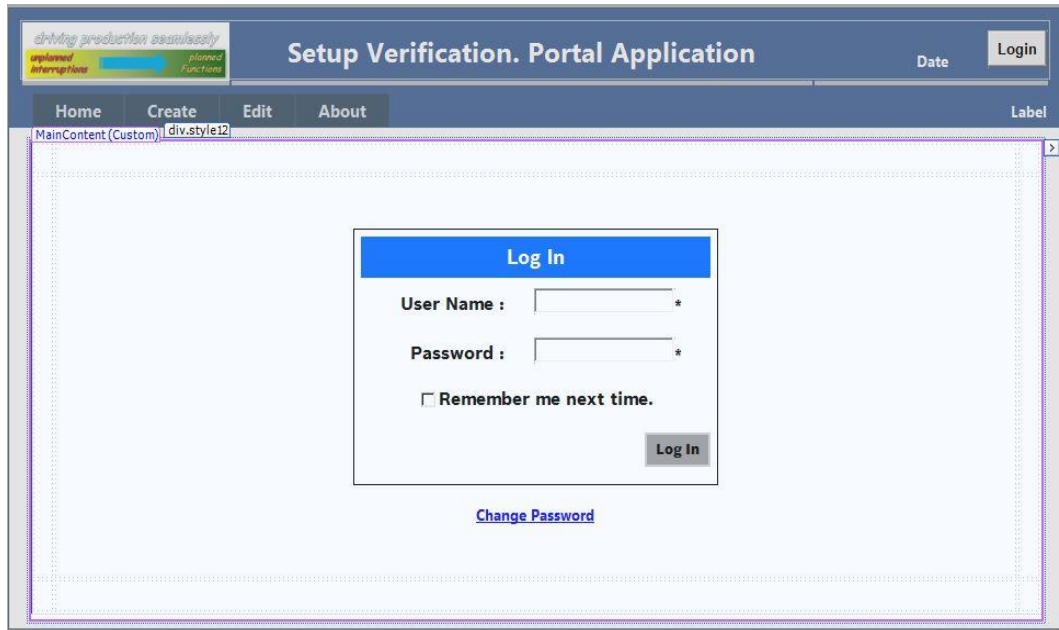 driving production seamlessly
unplanned planned
interruptions Functions
Setup Verification. Portal Application
Date
Login
Home Create Edit About
Label
MainContent (Custom) div.style12
>
Log In
User Name : *
Password : *
Remember me next time.
Log In
Change Password